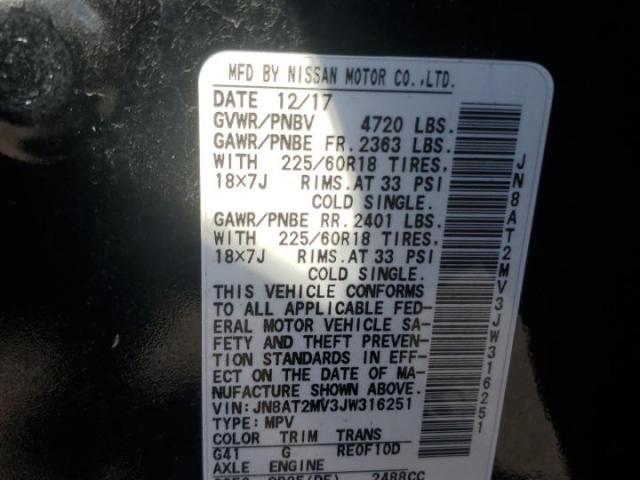 MFD BY NISSAN MOTOR CO.,LTD.
DATE 12/17
GVWR/PNBV 4720 LBS.
GAWR/PNBE FR. 2363 LBS.
WITH 225/60R18 TIRES,
18×7J RIMS. AT 33 PSI
COLD SINGLE.
GAWR/PNBE RR. 2401 LBS.
WITH 225/60R18 TIRES,
18×7J RIMS. AT 33 PSI
COLD SINGLE.
THIS VEHICLE CONFORMS
TO ALL APPLICABLE FED-
ERAL MOTOR VEHICLE SA-
FETY AND THEFT PREVEN-
TION STANDARDS IN EFF-
ECT ON THE DATE OF MA-
NUFACTURE SHOWN ABOVE.
VIN: JN8AT2MV3JW316251
TYPE: MPV
COLOR TRIM TRANS
G41 G RE0F10D
AXLE ENGINE
2488CC
JN8AT2MV3JW316251